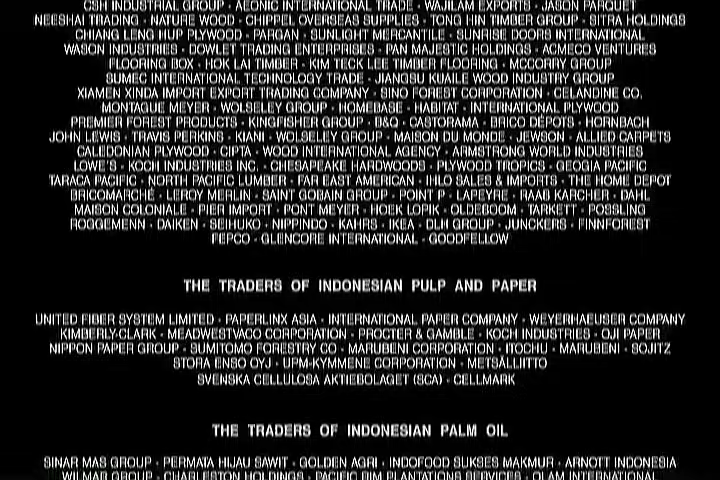 CSH INDUSTRIAL GROUP - AEONIC INTERNATIONAL TRADE - WAJILAM EXPORTS - JASON PARQUET
NEESHAI TRADING - NATURE WOOD - CHIPPEL OVERSEAS SUPPLIES - TONG HIN TIMBER GROUP - SITRA HOLDINGS
CHIANG LENG HUP PLYWOOD - PARGAN - SUNLIGHT MERCANTILE - SUNRISE DOORS INTERNATIONAL
WASON INDUSTRIES - DOWLET TRADING ENTERPRISES - PAN MAJESTIC HOLDINGS - ACMECO VENTURES
FLOORING BOX - HOK LAI TIMBER - KIM TECK LEE TIMBER FLOORING - MCCORRY GROUP
SUMEC INTERNATIONAL TECHNOLOGY TRADE - JIANGSU KUAILE WOOD INDUSTRY GROUP
XIAMEN XINDA IMPORT EXPORT TRADING COMPANY - SINO FOREST CORPORATION - CELANDINE CO.
MONTAGUE MEYER - WOLSELEY GROUP - HOMEBASE - HABITAT - INTERNATIONAL PLYWOOD
PREMIER FOREST PRODUCTS - KINGFISHER GROUP - B&Q - CASTORAMA - BRICO DÉPOTS - HORNBACH
JOHN LEWIS - TRAVIS PERKINS - KIANI - WOLSELEY GROUP - MAISON DU MONDE - JEWSON - ALLIED CARPETS
CALEDONIAN PLYWOOD - CIPTA - WOOD INTERNATIONAL AGENCY - ARMSTRONG WORLD INDUSTRIES
LOWE'S - KOCH INDUSTRIES INC. - CHESAPEAKE HARDWOODS - PLYWOOD TROPICS - GEOGIA PACIFIC
TARACA PACIFIC - NORTH PACIFIC LUMBER - FAR EAST AMERICAN - IHLO SALES & IMPORTS - THE HOME DEPOT
BRICOMARCHÉ - LEROY MERLIN - SAINT GOBAIN GROUP - POINT P - LAPEYRE - RAAB KARCHER - DAHL
MAISON COLONIALE - PIER IMPORT - PONT MEYER - HOEK LOPIK - OLDEBOOM - TARKETT - POSSLING
ROGGEMENN - DAIKEN - SEIHUKO - NIPPINDO - KAHRS - IKEA - DLH GROUP - JUNCKERS - FINNFOREST
FEPCO - GLENCORE INTERNATIONAL - GOODFELLOW
THE TRADERS OF INDONESIAN PULP AND PAPER
UNITED FIBER SYSTEM LIMITED - PAPERLINX ASIA - INTERNATIONAL PAPER COMPANY - WEYERHAEUSER COMPANY
KIMBERLY-CLARK - MEADWESTVACO CORPORATION - PROCTER & GAMBLE - KOCH INDUSTRIES - OJI PAPER
NIPPON PAPER GROUP - SUMITOMO FORESTRY CO - MARUBENI CORPORATION - ITOCHU - MARUBENI - SOJITZ
STORA ENSO OYJ - UPM-KYMMENE CORPORATION - METSÄLIITTO
SVENSKA CELLULOSA AKTIEBOLAGET (SCA) - CELLMARK
THE TRADERS OF INDONESIAN PALM OIL
SINAR MAS GROUP - PERMATA HIJAU SAWIT - GOLDEN AGRI - INDOFOOD SUKSES MAKMUR - ARNOTT INDONESIA
WILMAR GROUP - CHARLESTON HOLDINGS - PACIFIC RIM PLANTATIONS SERVICES - OLAM INTERNATIONAL